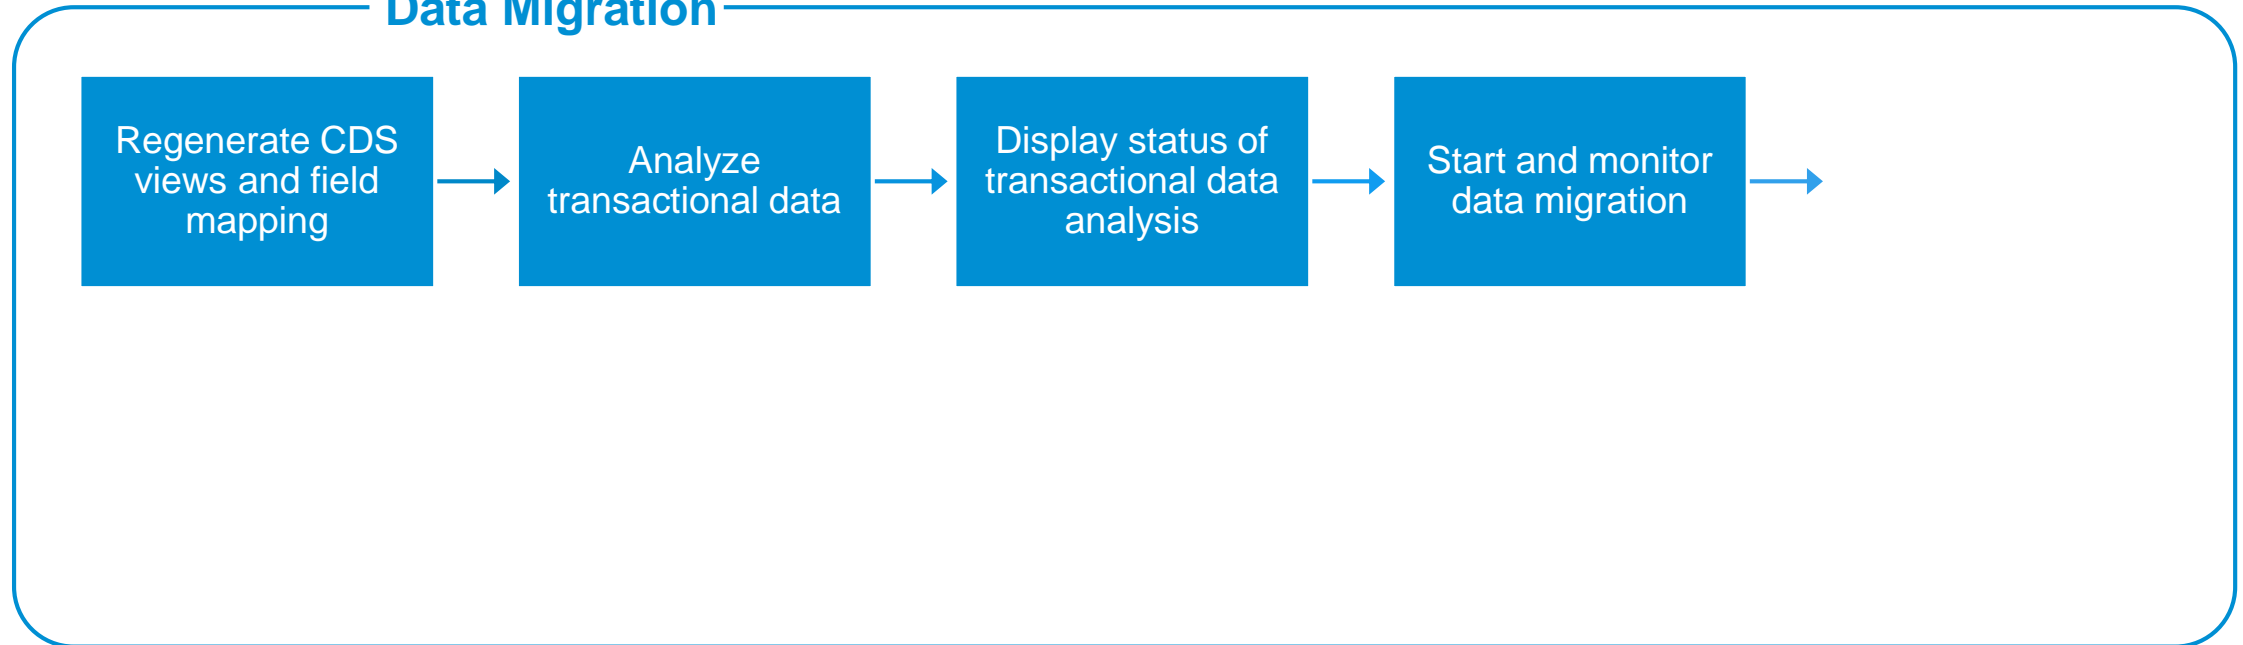 Data Migration
Regenerate CDS
views and field
mapping
Analyze
transactional data
Display status of
transactional data
analysis
Start and monitor
data migration